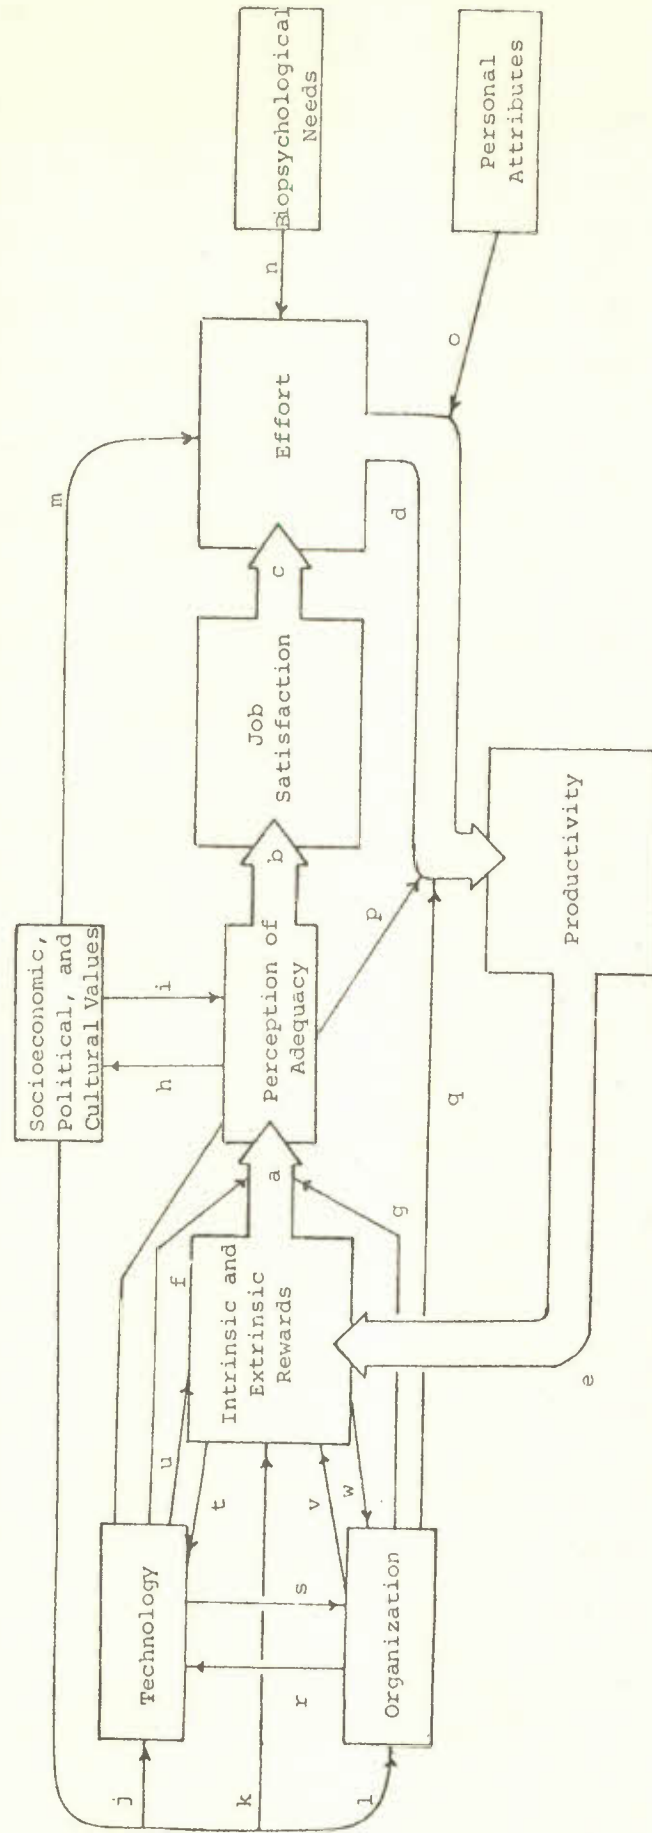 Socioeconomic,
Political, and
Cultural Values
m
j
k
l
Technology
r
s
Organization
u
t
v
w
f
Intrinsic and
Extrinsic
Rewards
g
a
h
i
Perception of
Adequacy
b
Job
Satisfaction
c
Effort
n
Biopsychological
Needs
p
d
o
Personal
Attributes
q
e
Productivity